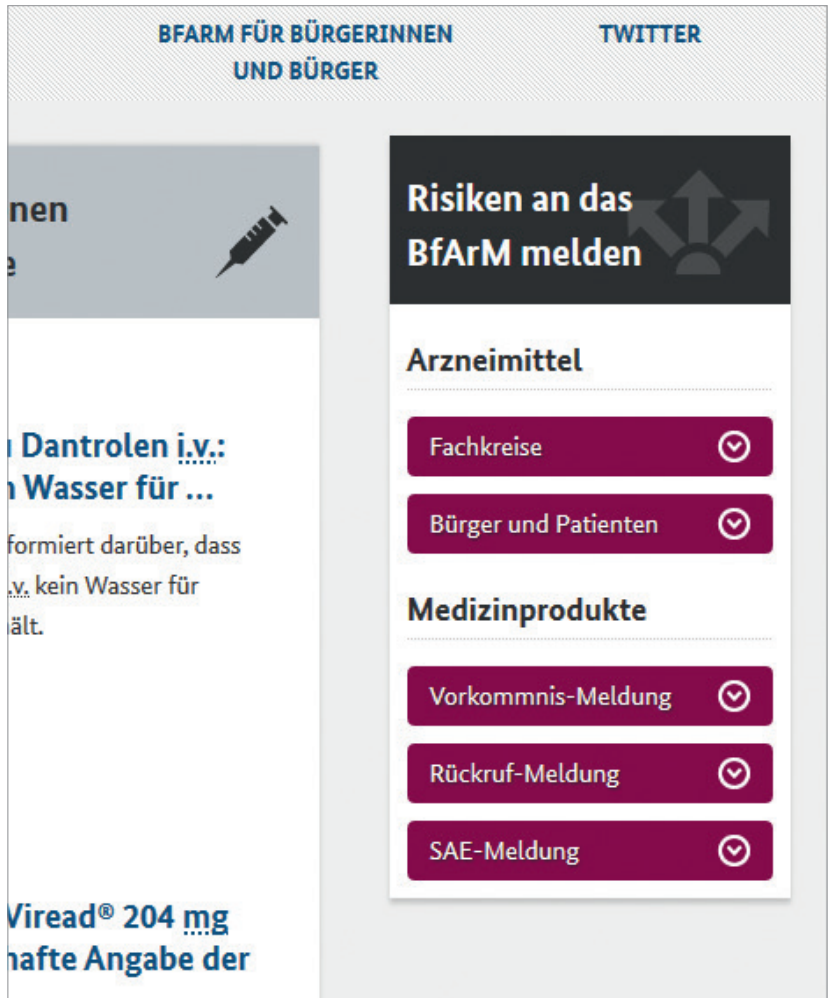 BFARM FÜR BÜRGERINNEN
UND BÜRGER
TWITTER
nen
e
Dantrolen i.v.:
n Wasser für ...
formiert darüber, dass
.v. kein Wasser für
ält.
Viread® 204 mg
hafte Angabe der
Risiken an das
BfArM melden
Arzneimittel
Fachkreise
Bürger und Patienten
Medizinprodukte
Vorkommnis-Meldung
Rückruf-Meldung
SAE-Meldung